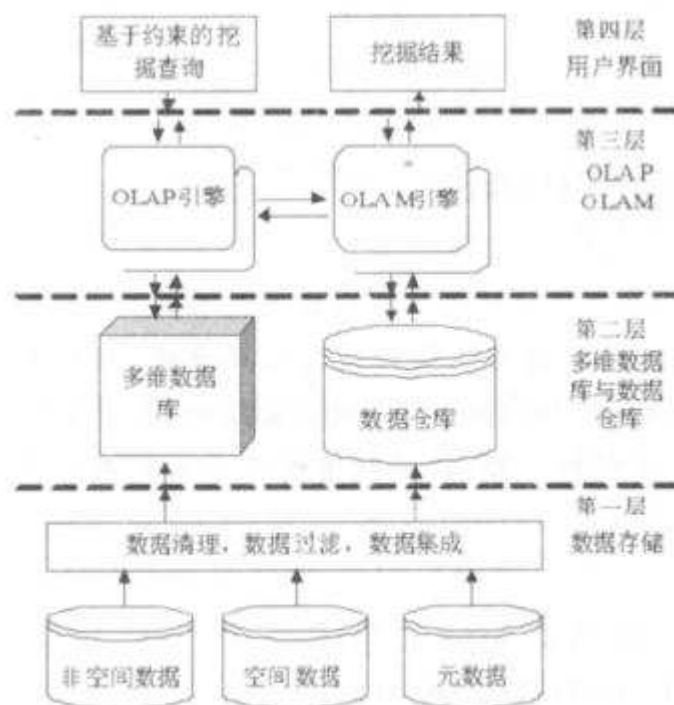 基于约束的挖
掘查询
挖掘结果
第四层
用户界面
OLAP引擎
OLAM引擎
第三层
OLAP
OLAM
多维数据
库
数据仓库
第二层
多维数据
库与数据
仓库
数据清理，数据过滤，数据集成
第一层
数据存储
非空间数据
空间数据
元数据